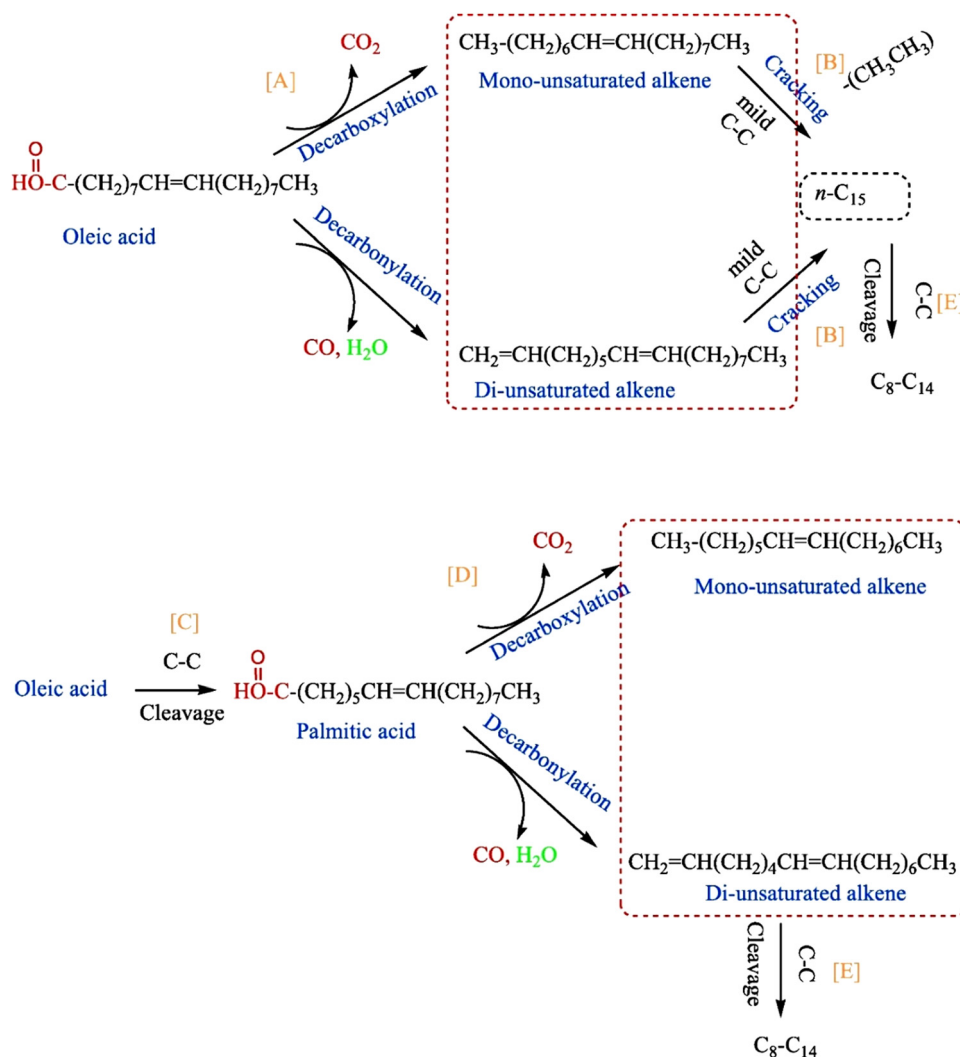 CO₂
[A]
Decarboxylation
CH₃-(CH₂)₆CH=CH(CH₂)₇CH₃
Mono-unsaturated alkene
Cracking
mild
C-C
[B]
-(CH₃CH₃)
O
HO-C-(CH₂)₇CH=CH(CH₂)₇CH₃
Oleic acid
n-C₁₅
Decarbonylation
CO, H₂O
mild
C-C
Cracking
[B]
Cleavage
C-C
[E]
CH₂=CH(CH₂)₅CH=CH(CH₂)₇CH₃
Di-unsaturated alkene
C₈-C₁₄
CO₂
[D]
Decarboxylation
CH₃-(CH₂)₅CH=CH(CH₂)₆CH₃
Mono-unsaturated alkene
[C]
C-C
Oleic acid
Cleavage
O
HO-C-(CH₂)₅CH=CH(CH₂)₇CH₃
Palmitic acid
Decarbonylation
CO, H₂O
CH₂=CH(CH₂)₄CH=CH(CH₂)₆CH₃
Di-unsaturated alkene
Cleavage
C-C
[E]
C₈-C₁₄